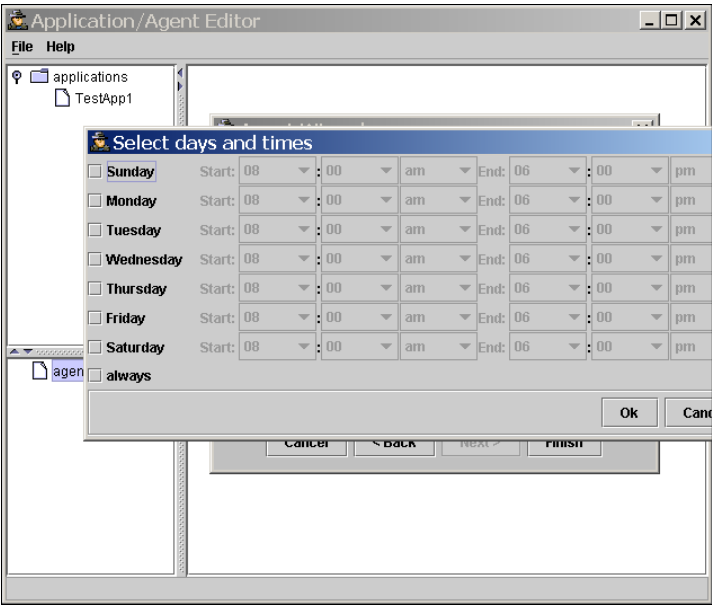 Application/Agent Editor
File Help
applications
TestApp1
Select days and times
Sunday Start: 08 : 00 am End: 06 : 00 pm
Monday Start: 08 : 00 am End: 06 : 00 pm
Tuesday Start: 08 : 00 am End: 06 : 00 pm
Wednesday Start: 08 : 00 am End: 06 : 00 pm
Thursday Start: 08 : 00 am End: 06 : 00 pm
Friday Start: 08 : 00 am End: 06 : 00 pm
Saturday Start: 08 : 00 am End: 06 : 00 pm
agen
always
Ok Canc
Cancel < Back Next > Finish